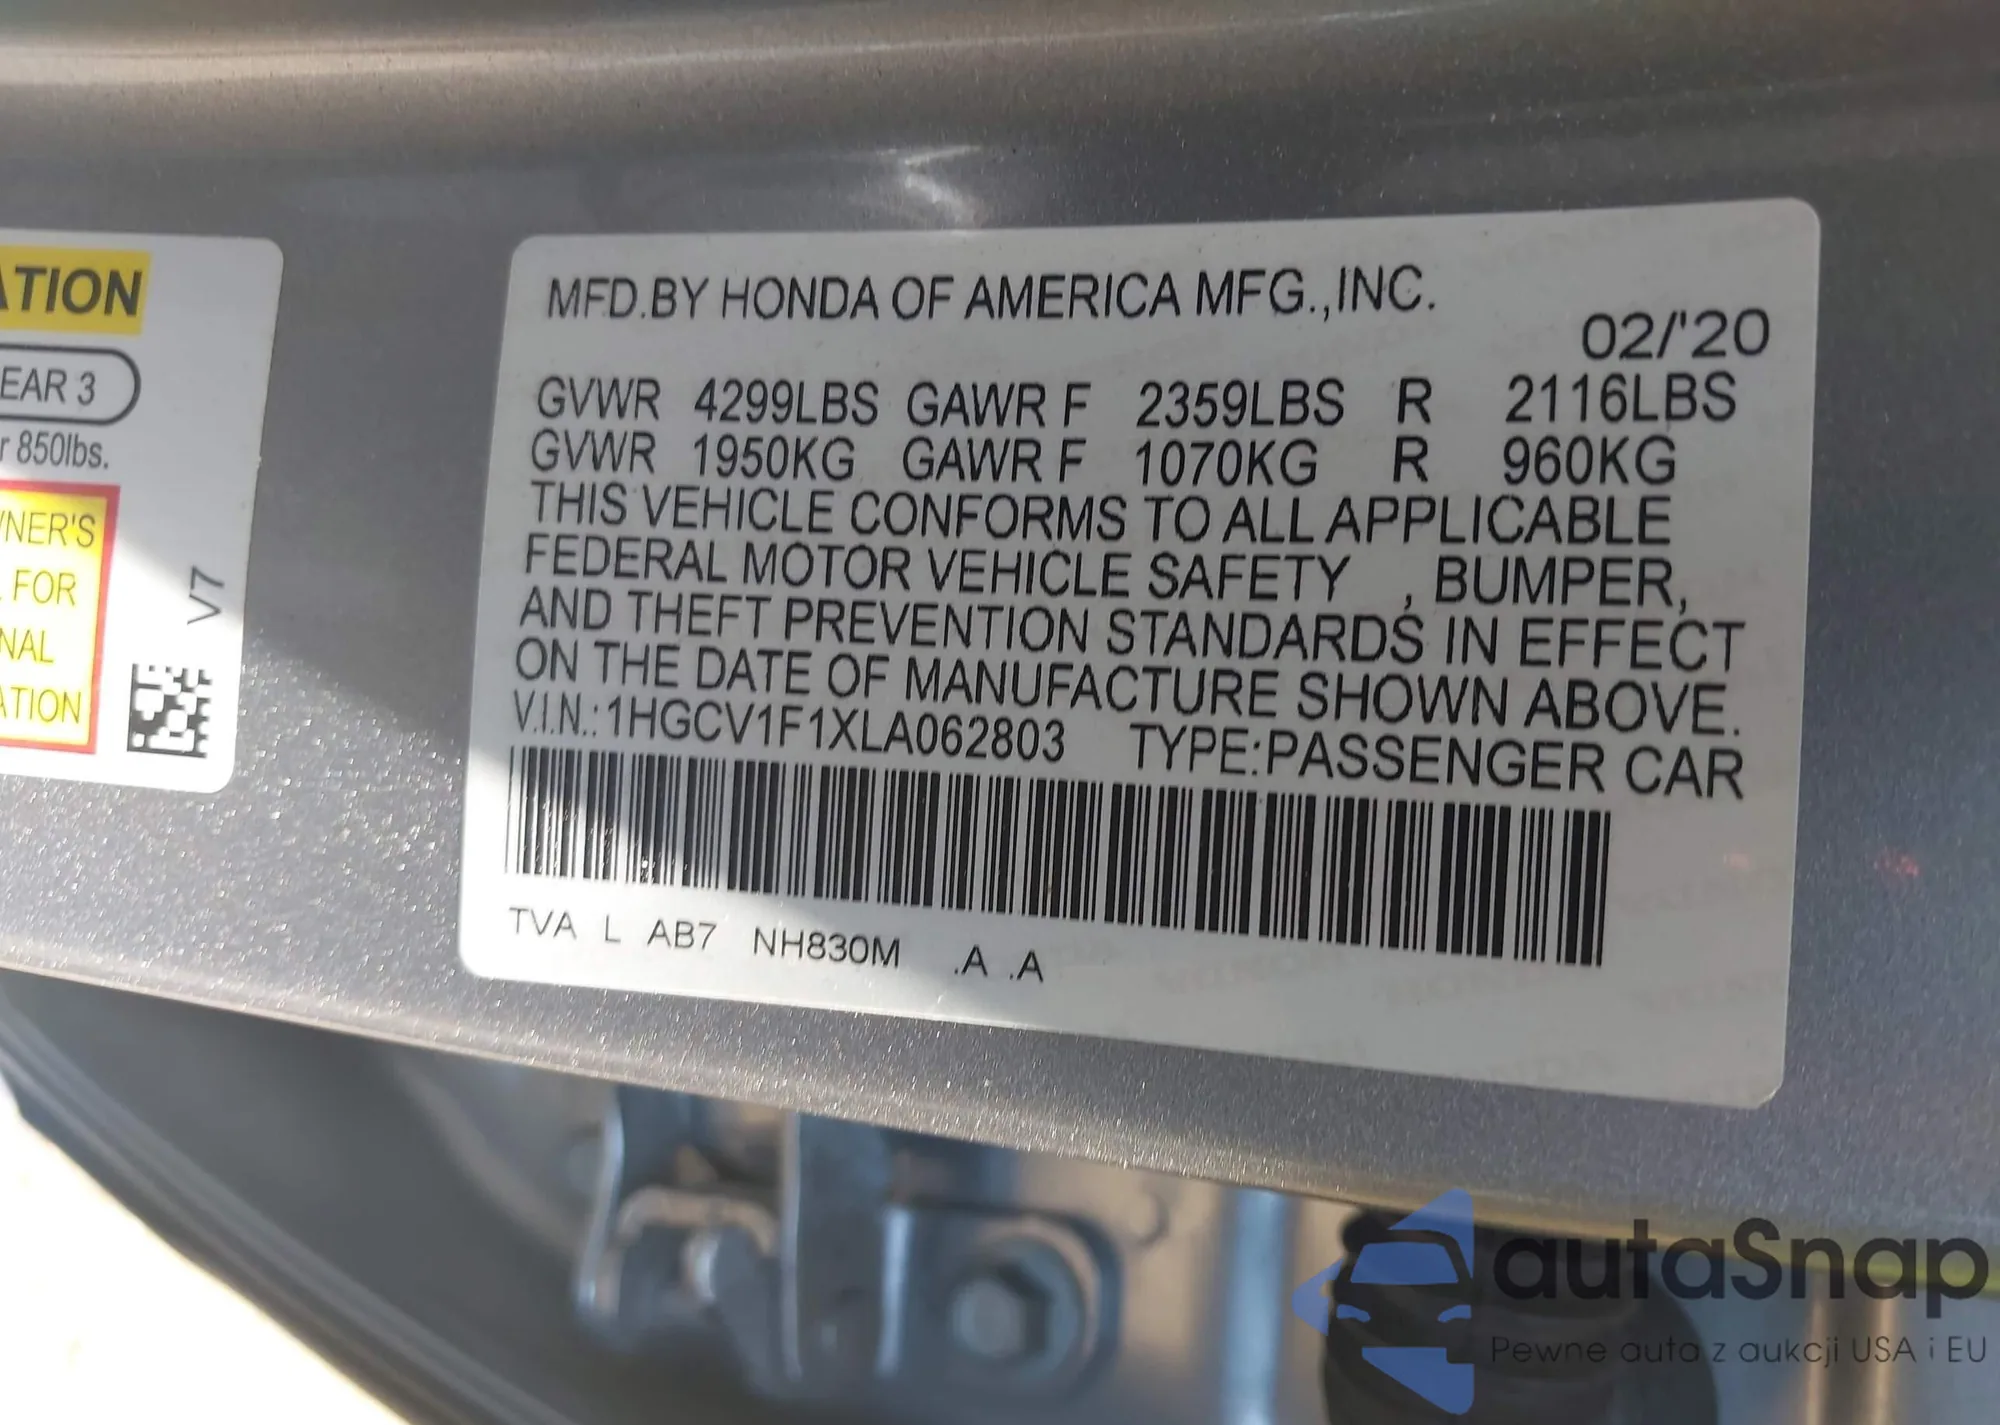 ATION
EAR 3
r 850lbs.
NER'S
FOR
NAL
ATION
V7
MFD.BY HONDA OF AMERICA MFG.,INC.
02/'20
GVWR 4299LBS GAWR F 2359LBS R 2116LBS
GVWR 1950KG GAWR F 1070KG R 960KG
THIS VEHICLE CONFORMS TO ALL APPLICABLE
FEDERAL MOTOR VEHICLE SAFETY , BUMPER,
AND THEFT PREVENTION STANDARDS IN EFFECT
ON THE DATE OF MANUFACTURE SHOWN ABOVE.
V.I.N.:1HGCV1F1XLA062803 TYPE:PASSENGER CAR
TVA L AB7 NH830M .A .A
autaSnap
Pewne auta z aukcji USA i EU